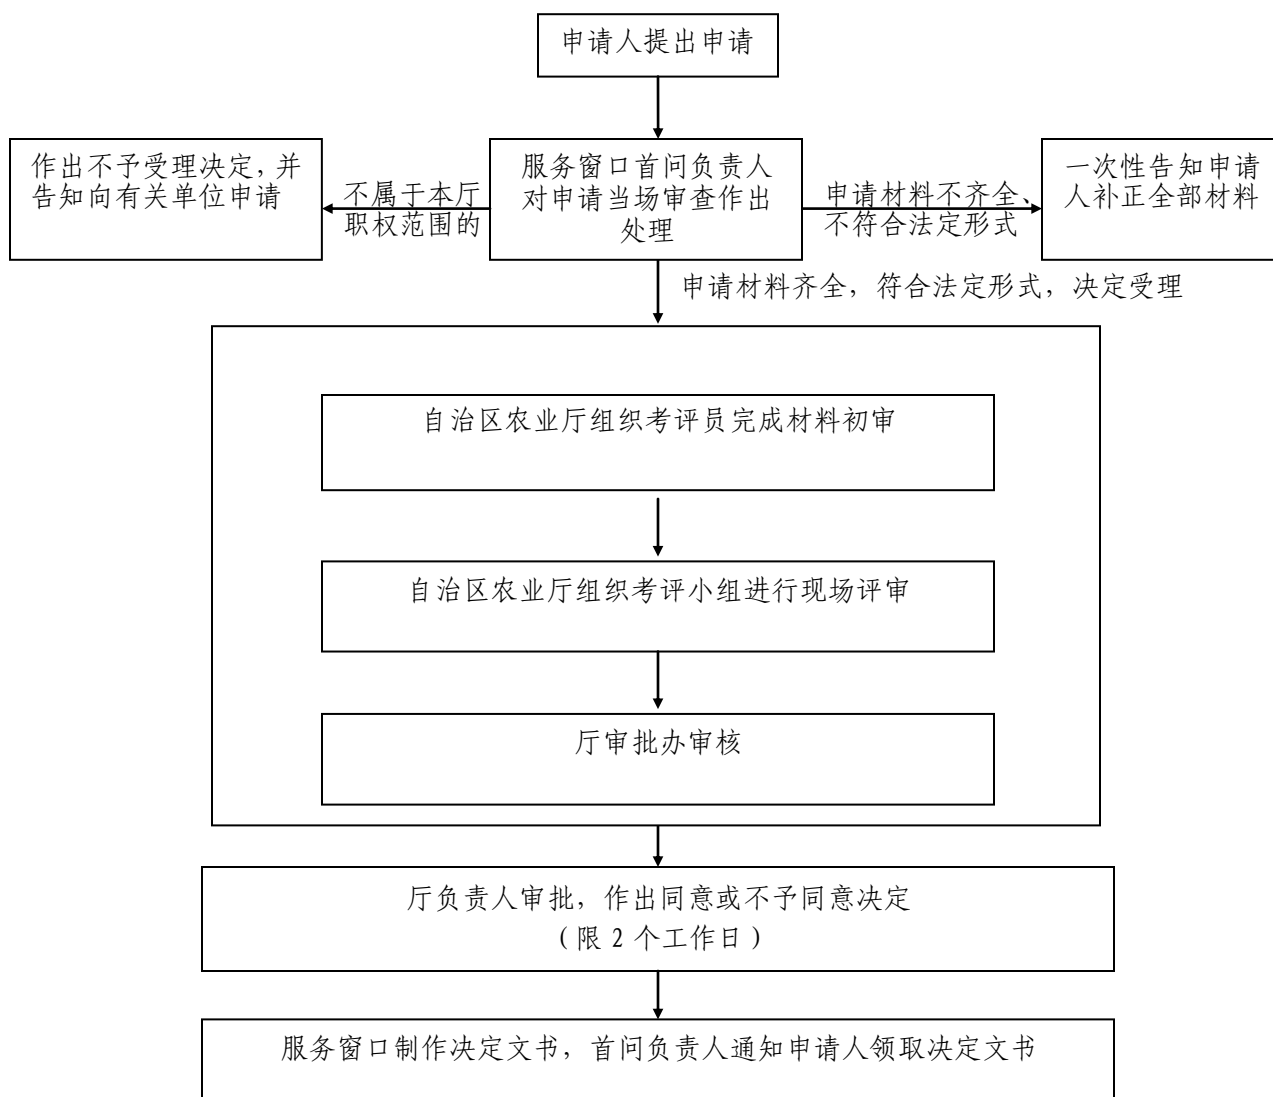 申请人提出申请
作出不予受理决定，并
告知向有关单位申请
不属于本厅
职权范围的
服务窗口首问负责人
对申请当场审查作出
处理
申请材料不齐全、
不符合法定形式
一次性告知申请
人补正全部材料
申请材料齐全，符合法定形式，决定受理
自治区农业厅组织考评员完成材料初审
自治区农业厅组织考评小组进行现场评审
厅审批办审核
厅负责人审批，作出同意或不予同意决定
（限 2 个工作日）
服务窗口制作决定文书，首问负责人通知申请人领取决定文书